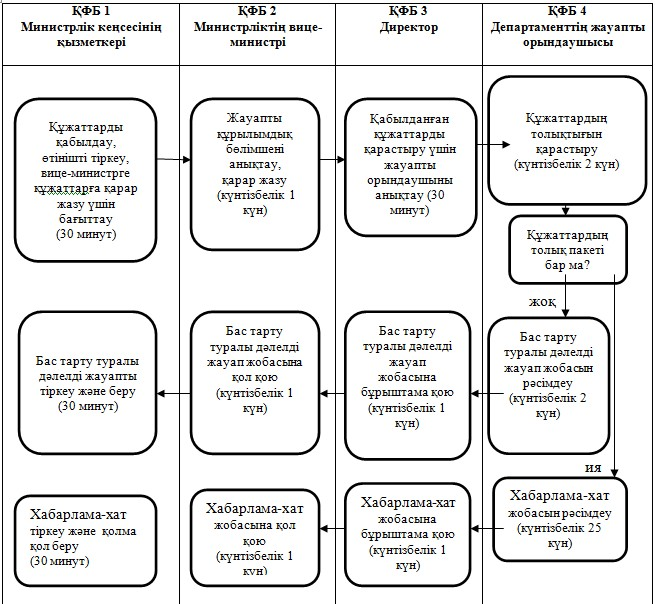 ҚФБ 1
Министрлік кеңсесінің
қызметкері
ҚФБ 2
Министрліктің вице-
министрі
ҚФБ 3
Директор
ҚФБ 4
Департаменттің жауапты
орындаушысы
Құжаттарды
қабылдау,
өтінішті тіркеу,
вице-министрге
құжаттарға қарар
жазу үшін
бағыттау
(30 минут)
Жауапты
құрылымдық
бөлімшені
анықтау,
қарар жазу
(күнтізбелік 1
күн)
Қабылданған
құжаттарды
қарастыру үшін
жауапты
орындаушыны
анықтау (30
минут)
Құжаттардың
толықтығын
қарастыру
(күнтізбелік 2 күн)
Құжаттардың
толық пакеті
бар ма?
жоқ
Бас тарту туралы
дәлелді жауапты
тіркеу және беру
(30 минут)
Бас тарту
туралы дәлелді
жауап жобасына
қол қою
(күнтізбелік 1
күн)
Бас тарту
туралы дәлелді
жауап
жобасына
бұрыштама қою
(күнтізбелік 1
күн)
Бас тарту
туралы дәлелді
жауап жобасын
рәсімдеу
(күнтізбелік 2
күн)
ия
Хабарлама-хат
тіркеу және қолма
қол беру
(30 минут)
Хабарлама-хат
жобасына қол
қою
(күнтізбелік 1
күн)
Хабарлама-хат
жобасына
бұрыштама қою
(күнтізбелік 1
күн)
Хабарлама-хат
жобасын рәсімдеу
(күнтізбелік 25
күн)